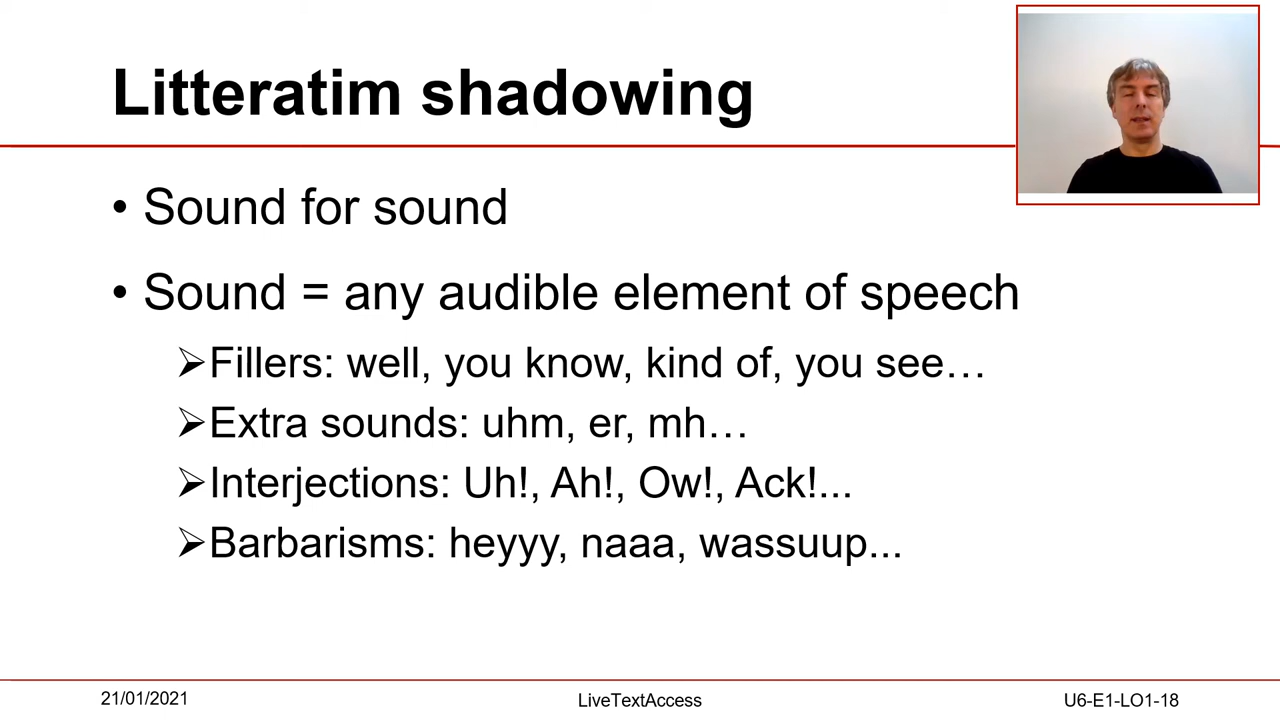 Litteratim shadowing
• Sound for sound
• Sound = any audible element of speech
➢Fillers: well, you know, kind of, you see…
➢Extra sounds: uhm, er, mh…
➢Interjections: Uh!, Ah!, Ow!, Ack!...
➢Barbarisms: heyyy, naaa, wassuup...
21/01/2021
LiveTextAccess
U6-E1-LO1-18